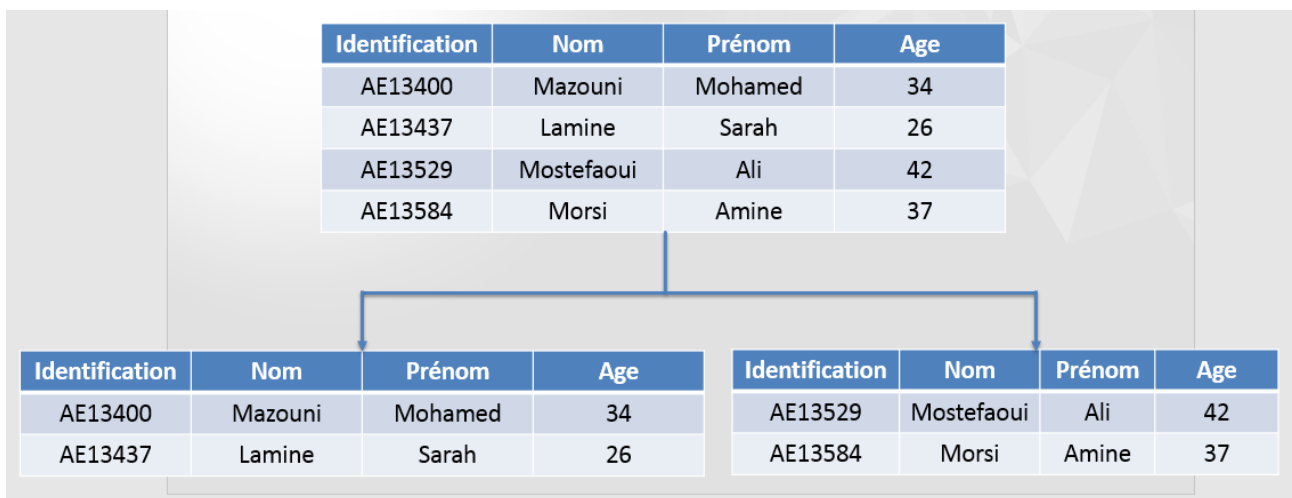 Identification Nom Prénom Age
AE13400 Mazouni Mohamed 34
AE13437 Lamine Sarah 26
AE13529 Mostefaoui Ali 42
AE13584 Morsi Amine 37
Identification Nom Prénom Age
AE13400 Mazouni Mohamed 34
AE13437 Lamine Sarah 26
Identification Nom Prénom Age
AE13529 Mostefaoui Ali 42
AE13584 Morsi Amine 37